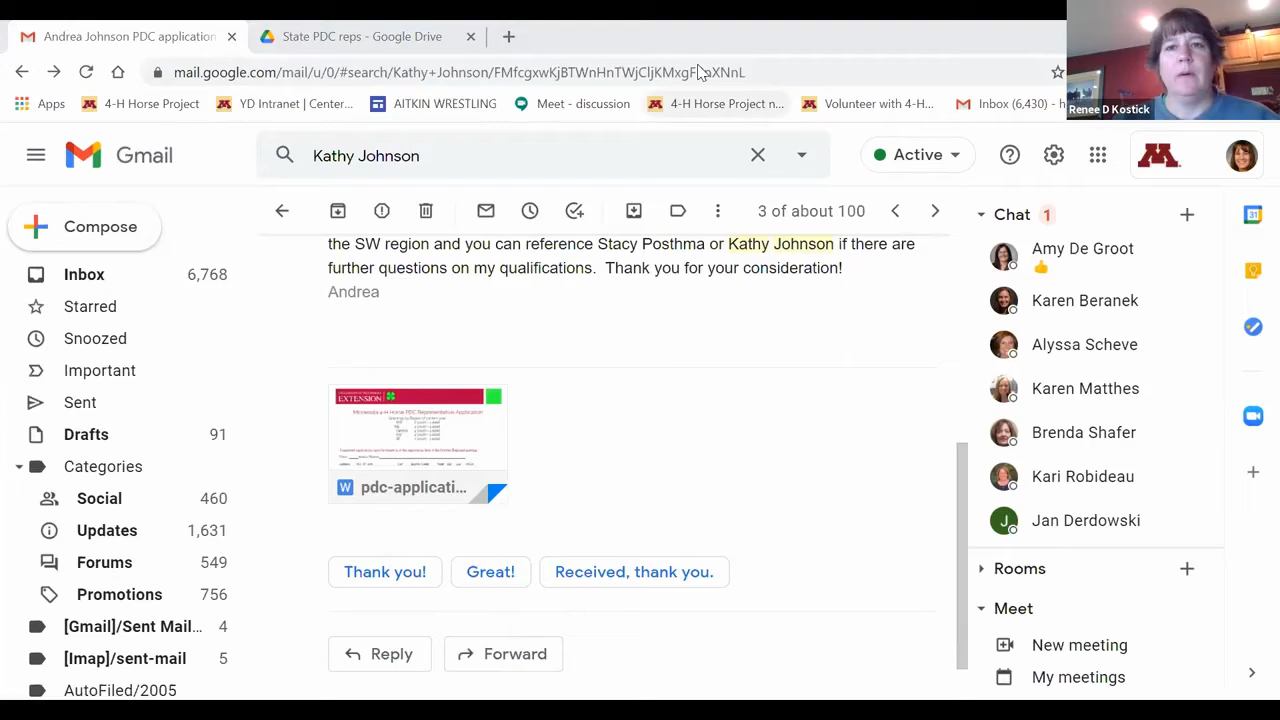 Andrea Johnson PDC application
State PDC reps - Google Drive
mail.google.com/mail/u/0/#search/Kathy+Johnson/
Renee D Kostick
Apps
4-H Horse Project
YD Intranet | Center...
AITKIN WRESTLING
Meet - discussion
4-H Horse Project n...
Volunteer with 4-H...
Inbox (6,430) - h
Gmail
Kathy Johnson
Active
Compose
3 of about 100
the SW region and you can reference Stacy Posthma or Kathy Johnson if there are
further questions on my qualifications. Thank you for your consideration!
Andrea
EXTENSION
Minnesota 4-H Horse PDC Representation Application
pdc-applicati...
Thank you!
Great!
Received, thank you.
Reply
Forward
Inbox 6,768
Starred
Snoozed
Important
Sent
Drafts 91
Categories
Social 460
Updates 1,631
Forums 549
Promotions 756
[Gmail]/Sent Mail... 4
[Imap]/sent-mail 5
AutoFiled/2005
Chat 1
Amy De Groot
Karen Beranek
Alyssa Scheve
Karen Matthes
Brenda Shafer
Kari Robideau
J
Jan Derdowski
Rooms
Meet
New meeting
My meetings
31